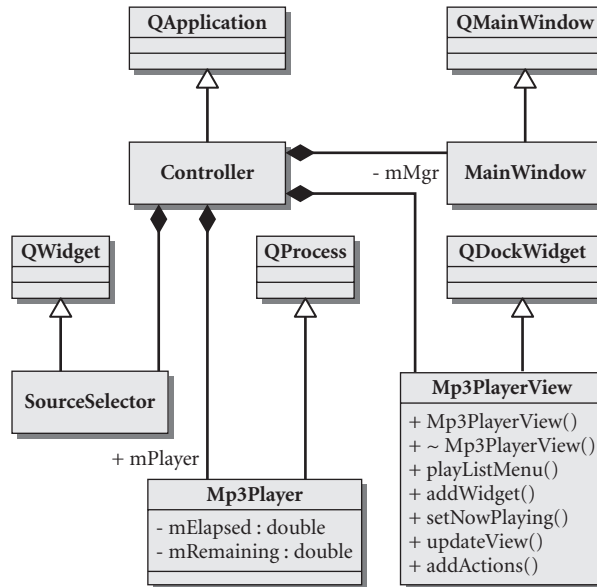 QApplication
QMainWindow
Controller
- mMgr
MainWindow
QWidget
QProcess
QDockWidget
SourceSelector
+ mPlayer
Mp3Player
- mElapsed : double
- mRemaining : double
Mp3PlayerView
+ Mp3PlayerView()
+ ~ Mp3PlayerView()
+ playListMenu()
+ addWidget()
+ setNowPlaying()
+ updateView()
+ addActions()